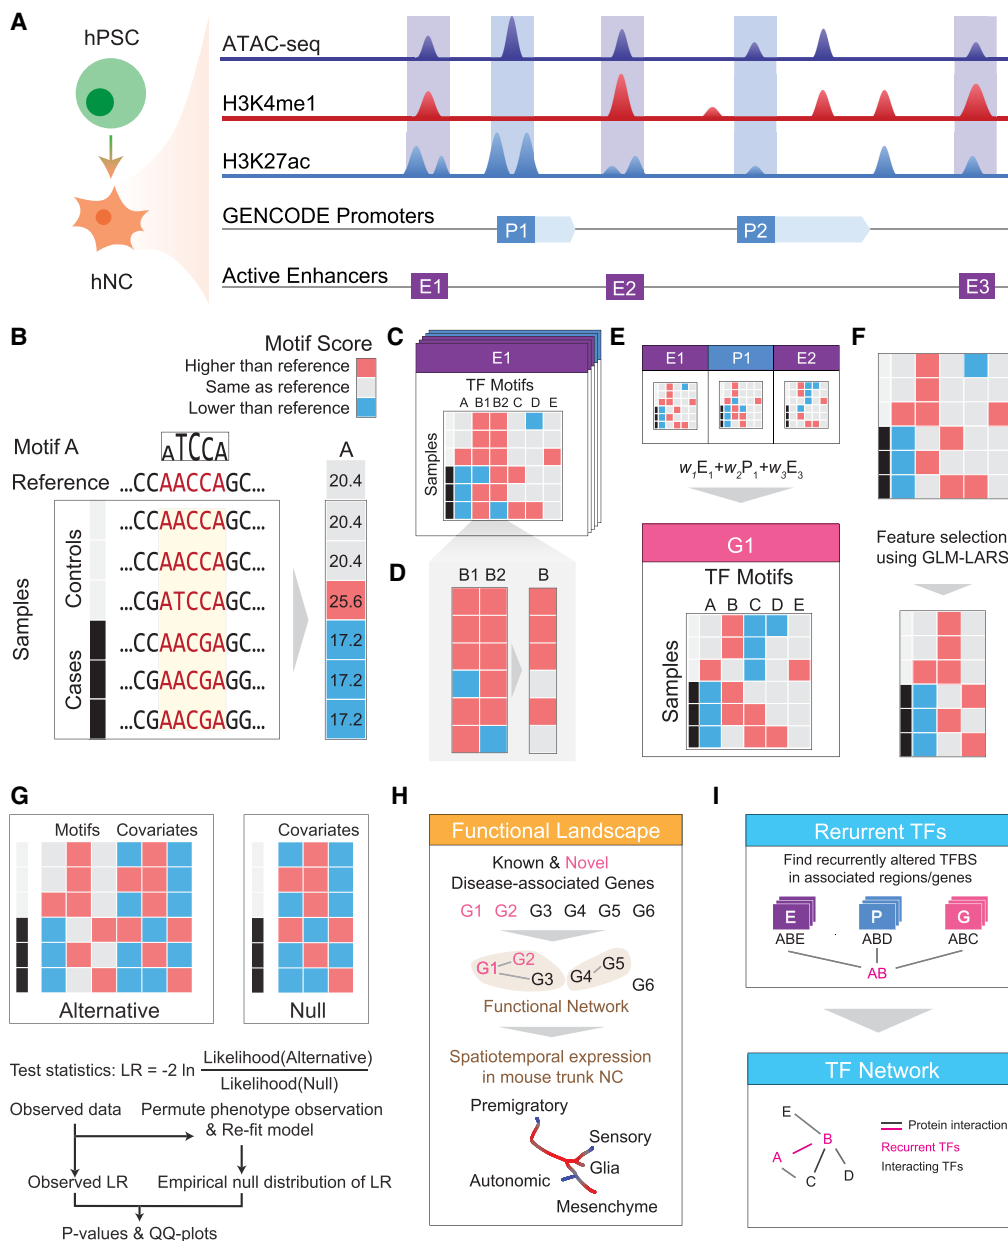 A
hPSC
hNC
ATAC-seq
H3K4me1
H3K27ac
GENCODE Promoters
P1
P2
Active Enhancers
E1
E2
E3
B
Motif Score
Higher than reference
Same as reference
Lower than reference
Motif A
ATCCA
A
Reference
...CCAACCAGC...
20.4
Samples
Controls
Cases
...CCAACCAGC...
20.4
...CCAACCAGC...
20.4
...CGATCCAGC...
25.6
...CCAACGAGC...
17.2
...CGAACGAGC...
17.2
...CGAACGAGG...
17.2
C
E1
TF Motifs
A B1 B2 C D E
Samples
D
B1 B2
B
E
E1
P1
E2
w1E1+w2P1+w3E3
G1
TF Motifs
A B C D E
Samples
F
Feature selection
using GLM-LARS
G
Motifs
Covariates
Alternative
Covariates
Null
Test statistics: LR = -2 ln
Likelihood(Alternative)
Likelihood(Null)
Observed data
Permute phenotype observation
& Re-fit model
Observed LR
Empirical null distribution of LR
P-values & QQ-plots
H
Functional Landscape
Known & Novel
Disease-associated Genes
G1 G2 G3 G4 G5 G6
G1
G2
G3
G4
G5
G6
Functional Network
Spatiotemporal expression
in mouse trunk NC
Premigratory
Sensory
Glia
Autonomic
Mesenchyme
I
Rerurrent TFs
Find recurrently altered TFBS
in associated regions/genes
E
P
G
ABE
ABD
ABC
AB
TF Network
E
B
A
C
D
Protein interaction
Recurrent TFs
Interacting TFs